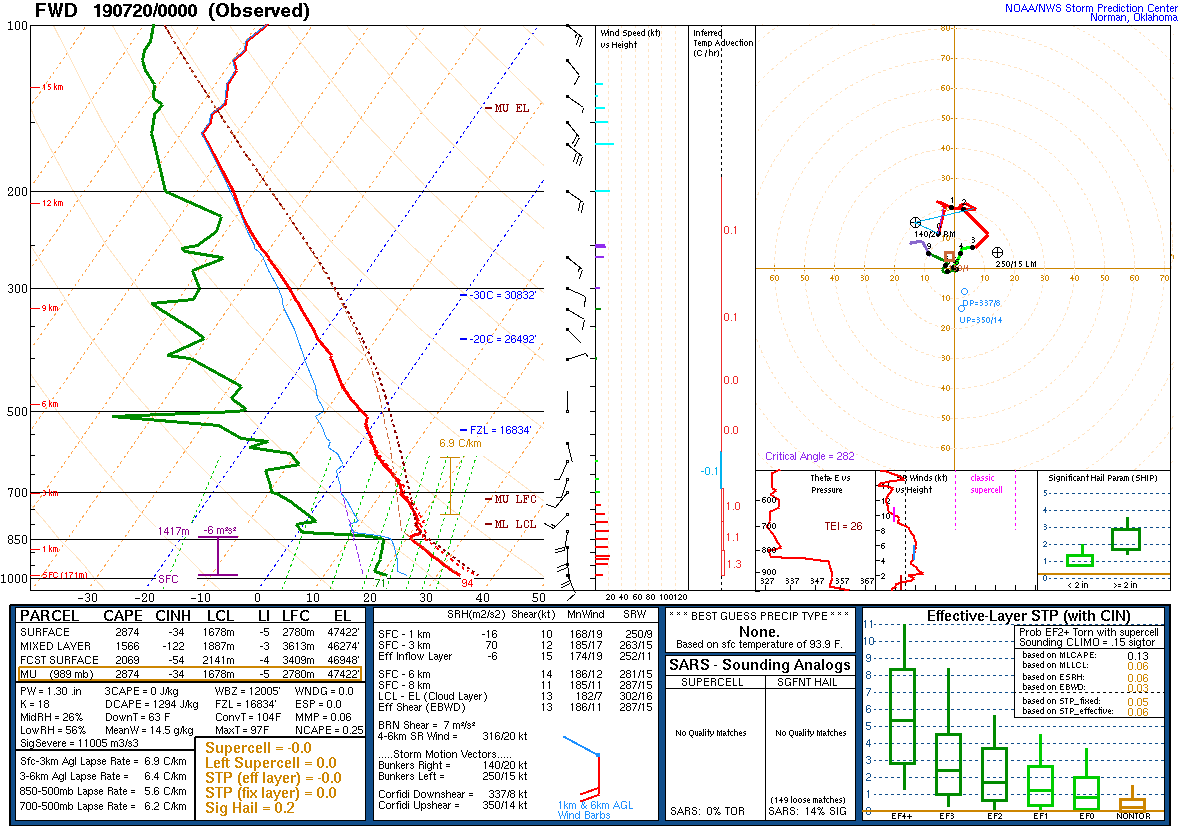 FWD 190720/0000 (Observed)
NOAA/NWS Storm Prediction Center
Norman, Oklahoma
100
200
300
400
500
700
850
1000
15 km
12 km
9 km
6 km
3 km
1 km
SFC (171m)
MU EL
-30C = 30832'
-20C = 26492'
FZL = 16834'
6.9 C/km
MU LFC
ML LCL
1417m -6 m²s²
SFC
71 94
-30 -20 -10 0 10 20 30 40 50
Wind Speed (kt)
vs Height
20 40 60 80 100 120
Inferred
Temp Advection
(C / hr)
0.1
0.1
0.0
0.0
-0.1
1.0
1.1
1.3
80
70
60
50
40
30
10
20
30
40
50
60
60 50 40 30 20 10 10 20 30 40 50 60 70
1 2 3 4 9
140/20 RM
250/15 LM
DP=337/8
UP=350/14
Critical Angle = 282
Theta-E vs
Pressure
600
700
800
900
TEI = 26
327 337 347 357 367
SR Winds (kt)
vs Height
classic
supercell
12
10
8
6
4
2
Significant Hail Param (SHIP)
5
4
3
2
1
0
< 2 in >= 2 in
PARCEL CAPE CINH LCL LI LFC EL
SURFACE 2874 -34 1678m -5 2780m 47422'
MIXED LAYER 1566 -122 1887m -3 3613m 46274'
FCST SURFACE 2069 -54 2141m -4 3409m 46948'
MU (989 mb) 2874 -34 1678m -5 2780m 47422'
PW = 1.30 .in 3CAPE = 0 J/kg WBZ = 12005' WNDG = 0.0
K = 18 DCAPE = 1294 J/kg FZL = 16834' ESP = 0.0
MidRH = 26% DownT = 63 F ConvT = 104F MMP = 0.06
LowRH = 56% MeanW = 14.5 g/kg MaxT = 97F NCAPE = 0.25
SigSevere = 11005 m3/s3
Sfc-3km Agl Lapse Rate = 6.9 C/km
3-6km Agl Lapse Rate = 6.4 C/km
850-500mb Lapse Rate = 5.6 C/km
700-500mb Lapse Rate = 6.2 C/km
Supercell = -0.0
Left Supercell = 0.0
STP (eff layer) = -0.0
STP (fix layer) = 0.0
Sig Hail = 0.2
SRH(m2/s2) Shear(kt) MnWind SRW
SFC - 1 km -16 10 168/19 250/9
SFC - 3 km 70 12 185/17 263/15
Eff Inflow Layer -6 15 174/19 252/11
SFC - 6 km 14 186/12 281/15
SFC - 8 km 11 185/11 287/15
LCL - EL (Cloud Layer) 13 182/7 302/16
Eff Shear (EBWD) 13 186/11 287/15
BRN Shear = 7 m²/s²
4-6km SR Wind = 316/20 kt
.....Storm Motion Vectors.....
Bunkers Right = 140/20 kt
Bunkers Left = 250/15 kt
Corfidi Downshear = 337/8 kt
Corfidi Upshear = 350/14 kt
1km & 6km AGL
Wind Barbs
* * * BEST GUESS PRECIP TYPE * * *
None.
Based on sfc temperature of 93.9 F.
SARS - Sounding Analogs
SUPERCELL SGFNT HAIL
No Quality Matches No Quality Matches
(149 loose matches)
SARS: 0% TOR SARS: 14% SIG
Effective-Layer STP (with CIN)
11
10
9
8
7
6
5
4
3
2
1
0
EF4+ EF3 EF2 EF1 EF0 NONTOR
Prob EF2+ Torn with supercell
Sounding CLIMO = .15 sigtor
based on MLCAPE: 0.13
based on MLLCL: 0.06
based on ESRH: 0.06
based on EBWD: 0.03
based on STP_fixed: 0.05
based on STP_effective: 0.06